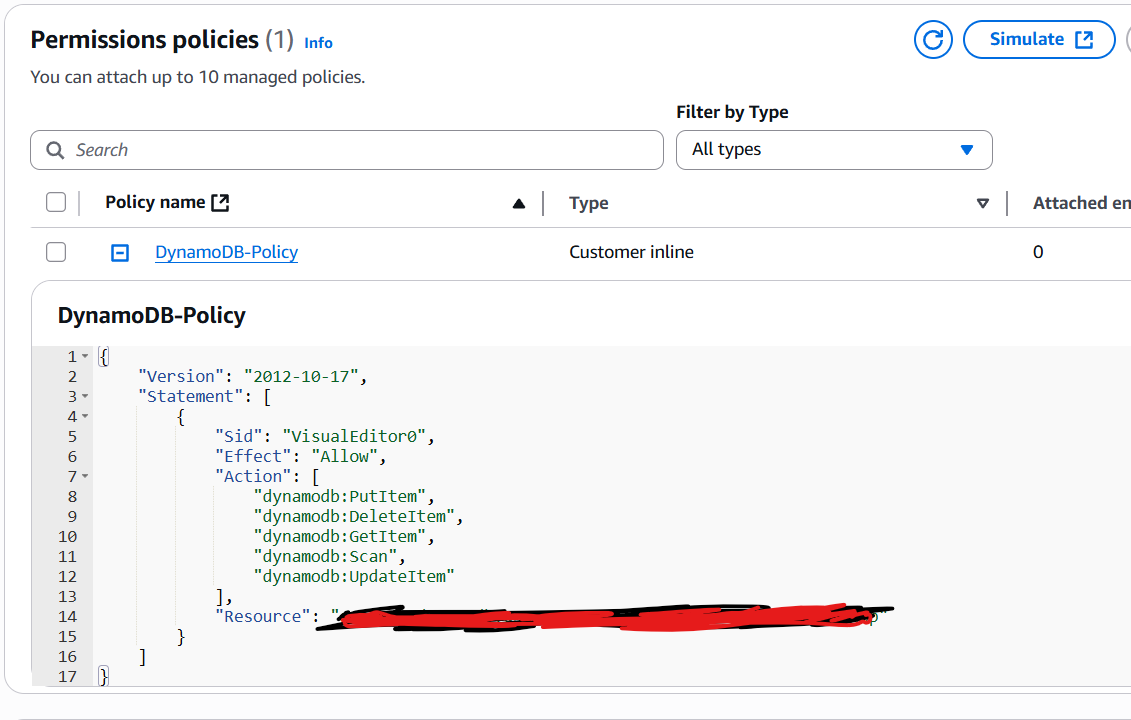 Permissions policies (1) Info
Simulate
You can attach up to 10 managed policies.
Filter by Type
Search
All types
Policy name
Type
Attached en
DynamoDB-Policy
Customer inline
0
DynamoDB-Policy
1 {
2 "Version": "2012-10-17",
3 "Statement": [
4 {
5 "Sid": "VisualEditor0",
6 "Effect": "Allow",
7 "Action": [
8 "dynamodb:PutItem",
9 "dynamodb:DeleteItem",
10 "dynamodb:GetItem",
11 "dynamodb:Scan",
12 "dynamodb:UpdateItem"
13 ],
14 "Resource": "
15 }
16 ]
17 }